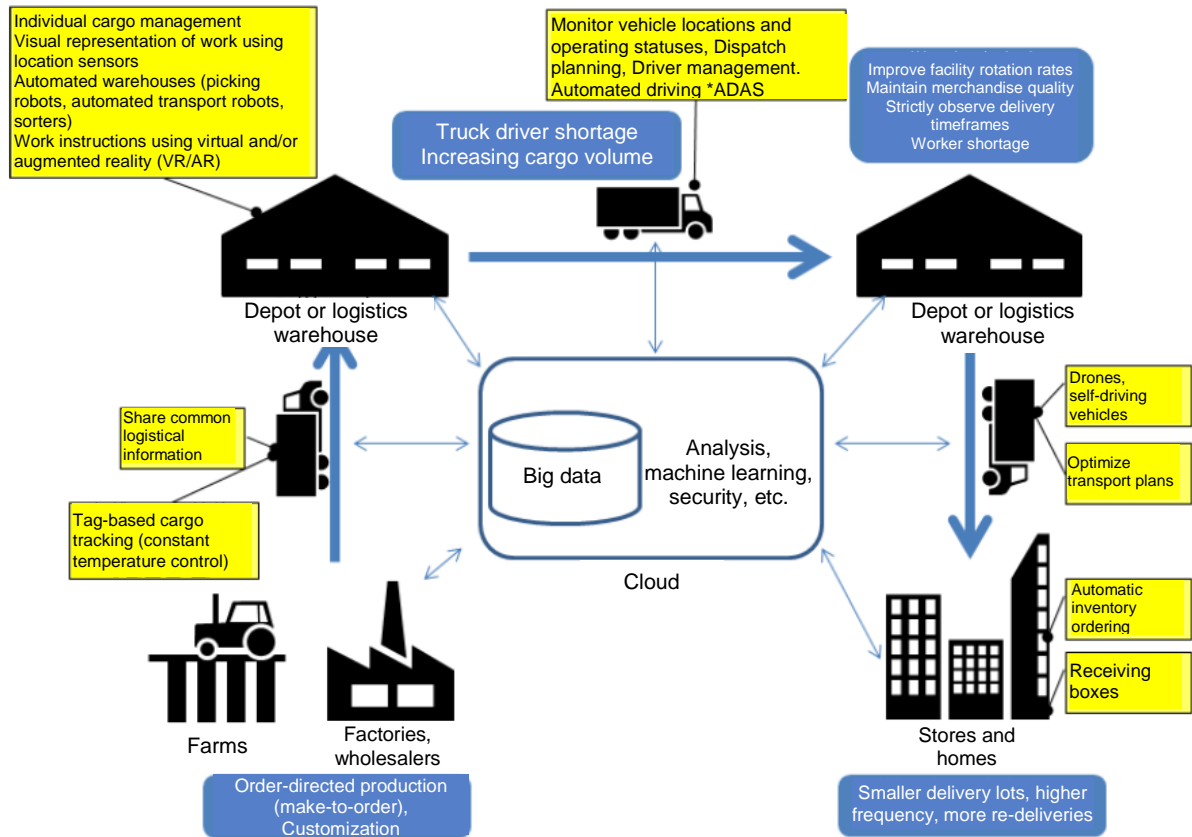 Individual cargo management
Visual representation of work using
location sensors
Automated warehouses (picking
robots, automated transport robots,
sorters)
Work instructions using virtual and/or
augmented reality (VR/AR)
Monitor vehicle locations and
operating statuses, Dispatch
planning, Driver management.
Automated driving *ADAS
Truck driver shortage
Increasing cargo volume
Improve facility rotation rates
Maintain merchandise quality
Strictly observe delivery
timeframes
Worker shortage
Depot or logistics
warehouse
Depot or logistics
warehouse
Share common
logistical
information
Tag-based cargo
tracking (constant
temperature control)
Big data
Analysis,
machine learning,
security, etc.
Cloud
Drones,
self-driving
vehicles
Optimize
transport plans
Automatic
inventory
ordering
Receiving
boxes
Farms
Factories,
wholesalers
Stores and
homes
Order-directed production
(make-to-order),
Customization
Smaller delivery lots, higher
frequency, more re-deliveries